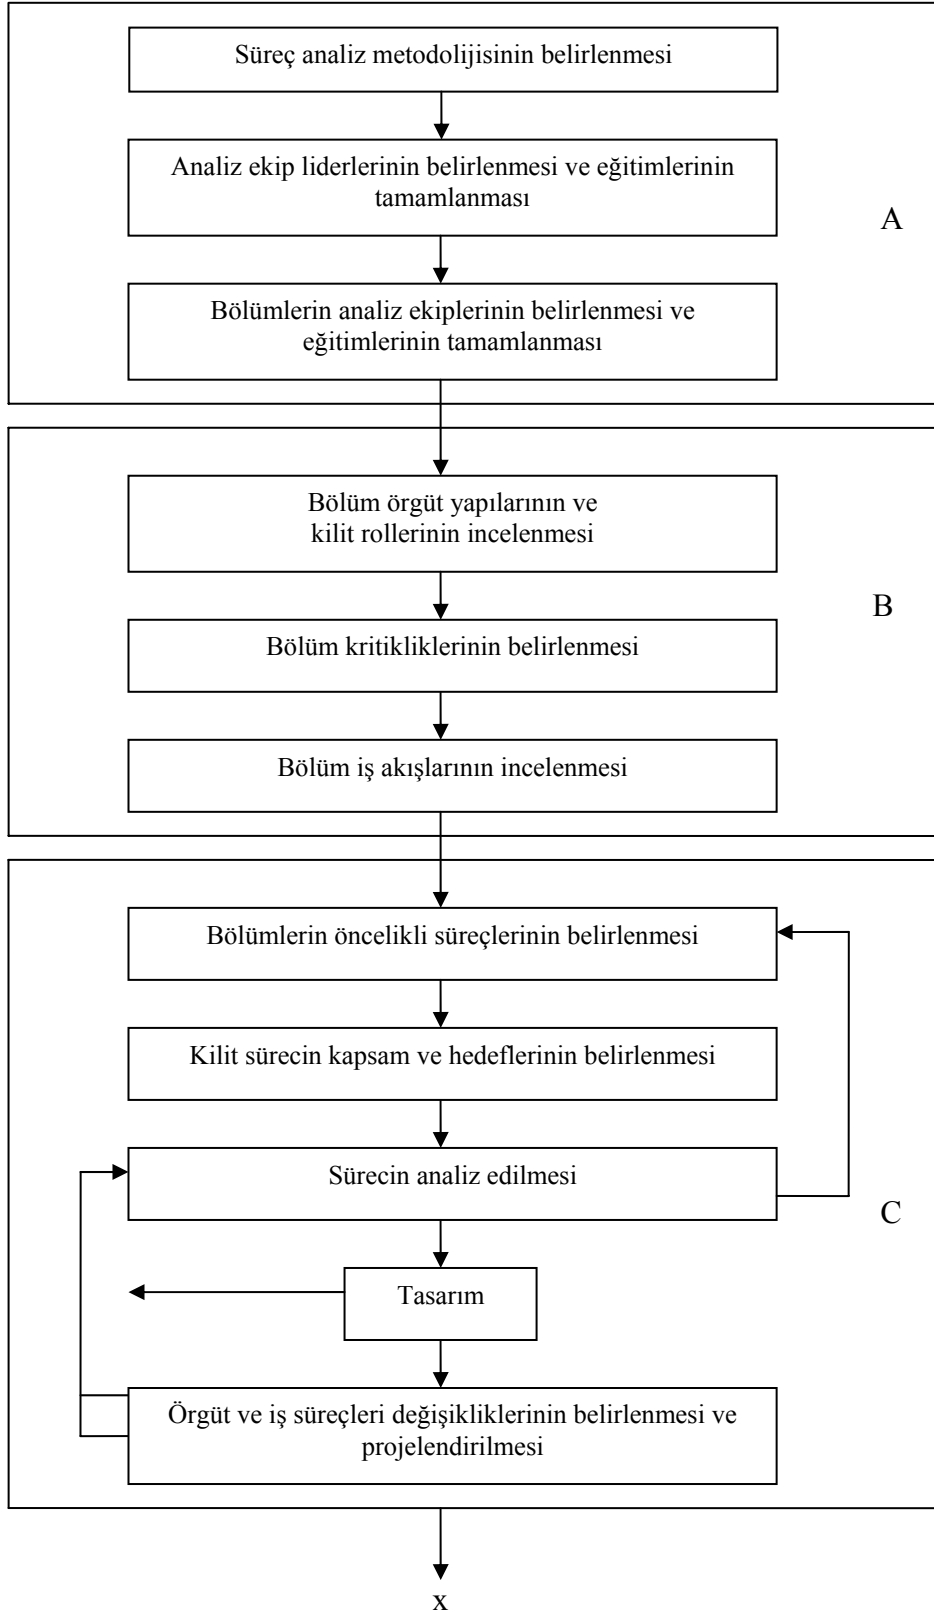 Süreç analiz metodolijisinin belirlenmesi
Analiz ekip liderlerinin belirlenmesi ve eğitimlerinin
tamamlanması
A
Bölümlerin analiz ekiplerinin belirlenmesi ve
eğitimlerinin tamamlanması
Bölüm örgüt yapılarının ve
kilit rollerinin incelenmesi
B
Bölüm kritikliklerinin belirlenmesi
Bölüm iş akışlarının incelenmesi
Bölümlerin öncelikli süreçlerinin belirlenmesi
Kilit sürecin kapsam ve hedeflerinin belirlenmesi
Sürecin analiz edilmesi
C
Tasarım
Örgüt ve iş süreçleri değişikliklerinin belirlenmesi ve
projelendirilmesi
x